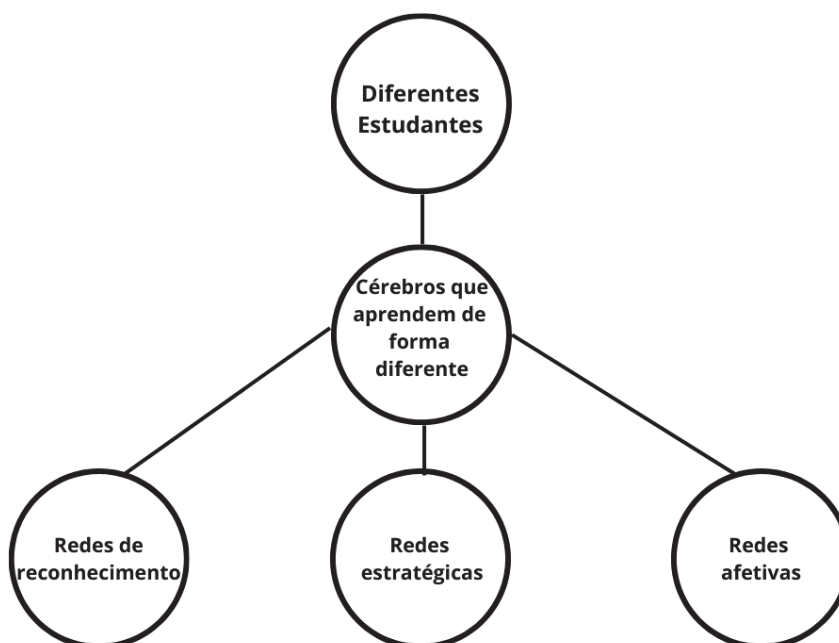 Diferentes
Estudantes
Cérebros que
aprendem de
forma
diferente
Redes de
reconhecimento
Redes
estratégicas
Redes
afetivas